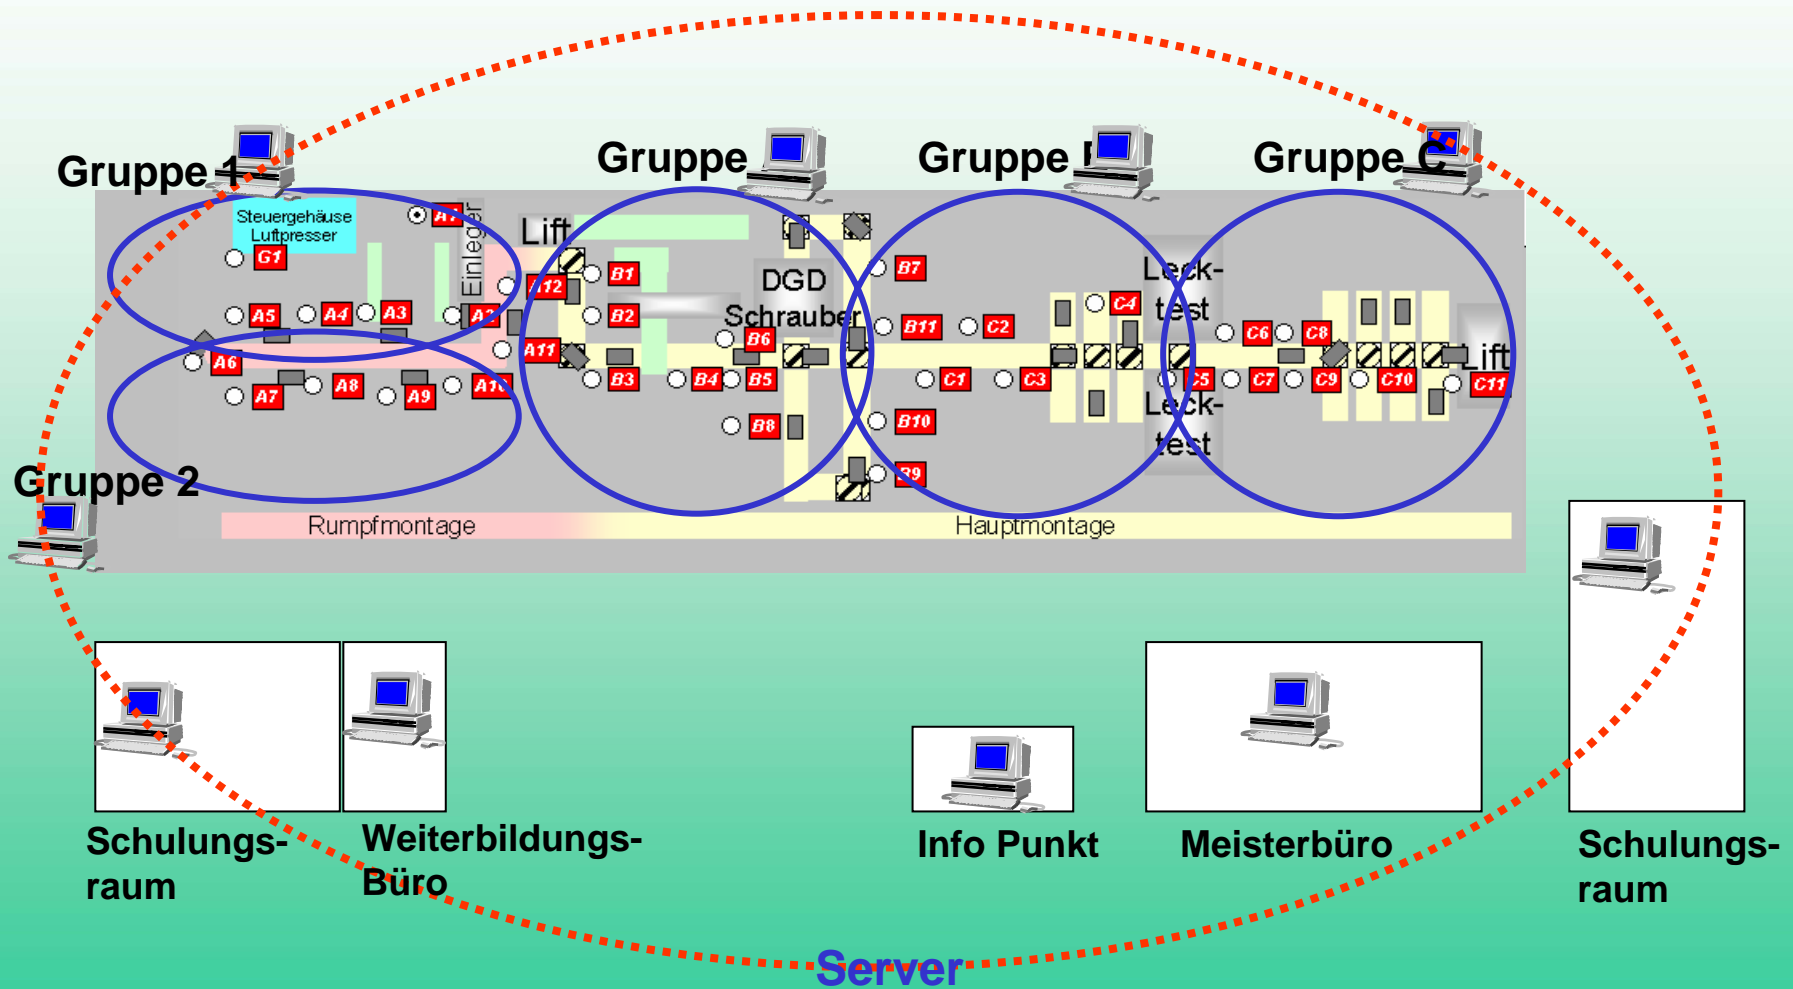 Gruppe 1
Gruppe
Gruppe
Gruppe C
Steuergehäuse
Luftpresser
A1
Einleger
Lift
G1
A12
B1
DGD
Schrauber
B7
Leck-
test
A5
A4
A3
A2
B2
B6
B11
C2
C4
C6
C8
A6
A11
Lift
A7
A8
A9
A10
B3
B4
B5
C1
C3
C5
C7
C9
C10
C11
Leck-
test
B8
B10
B9
Gruppe 2
Rumpfmontage
Hauptmontage
Schulungs-
raum
Weiterbildungs-
Büro
Info Punkt
Meisterbüro
Schulungs-
raum
Server